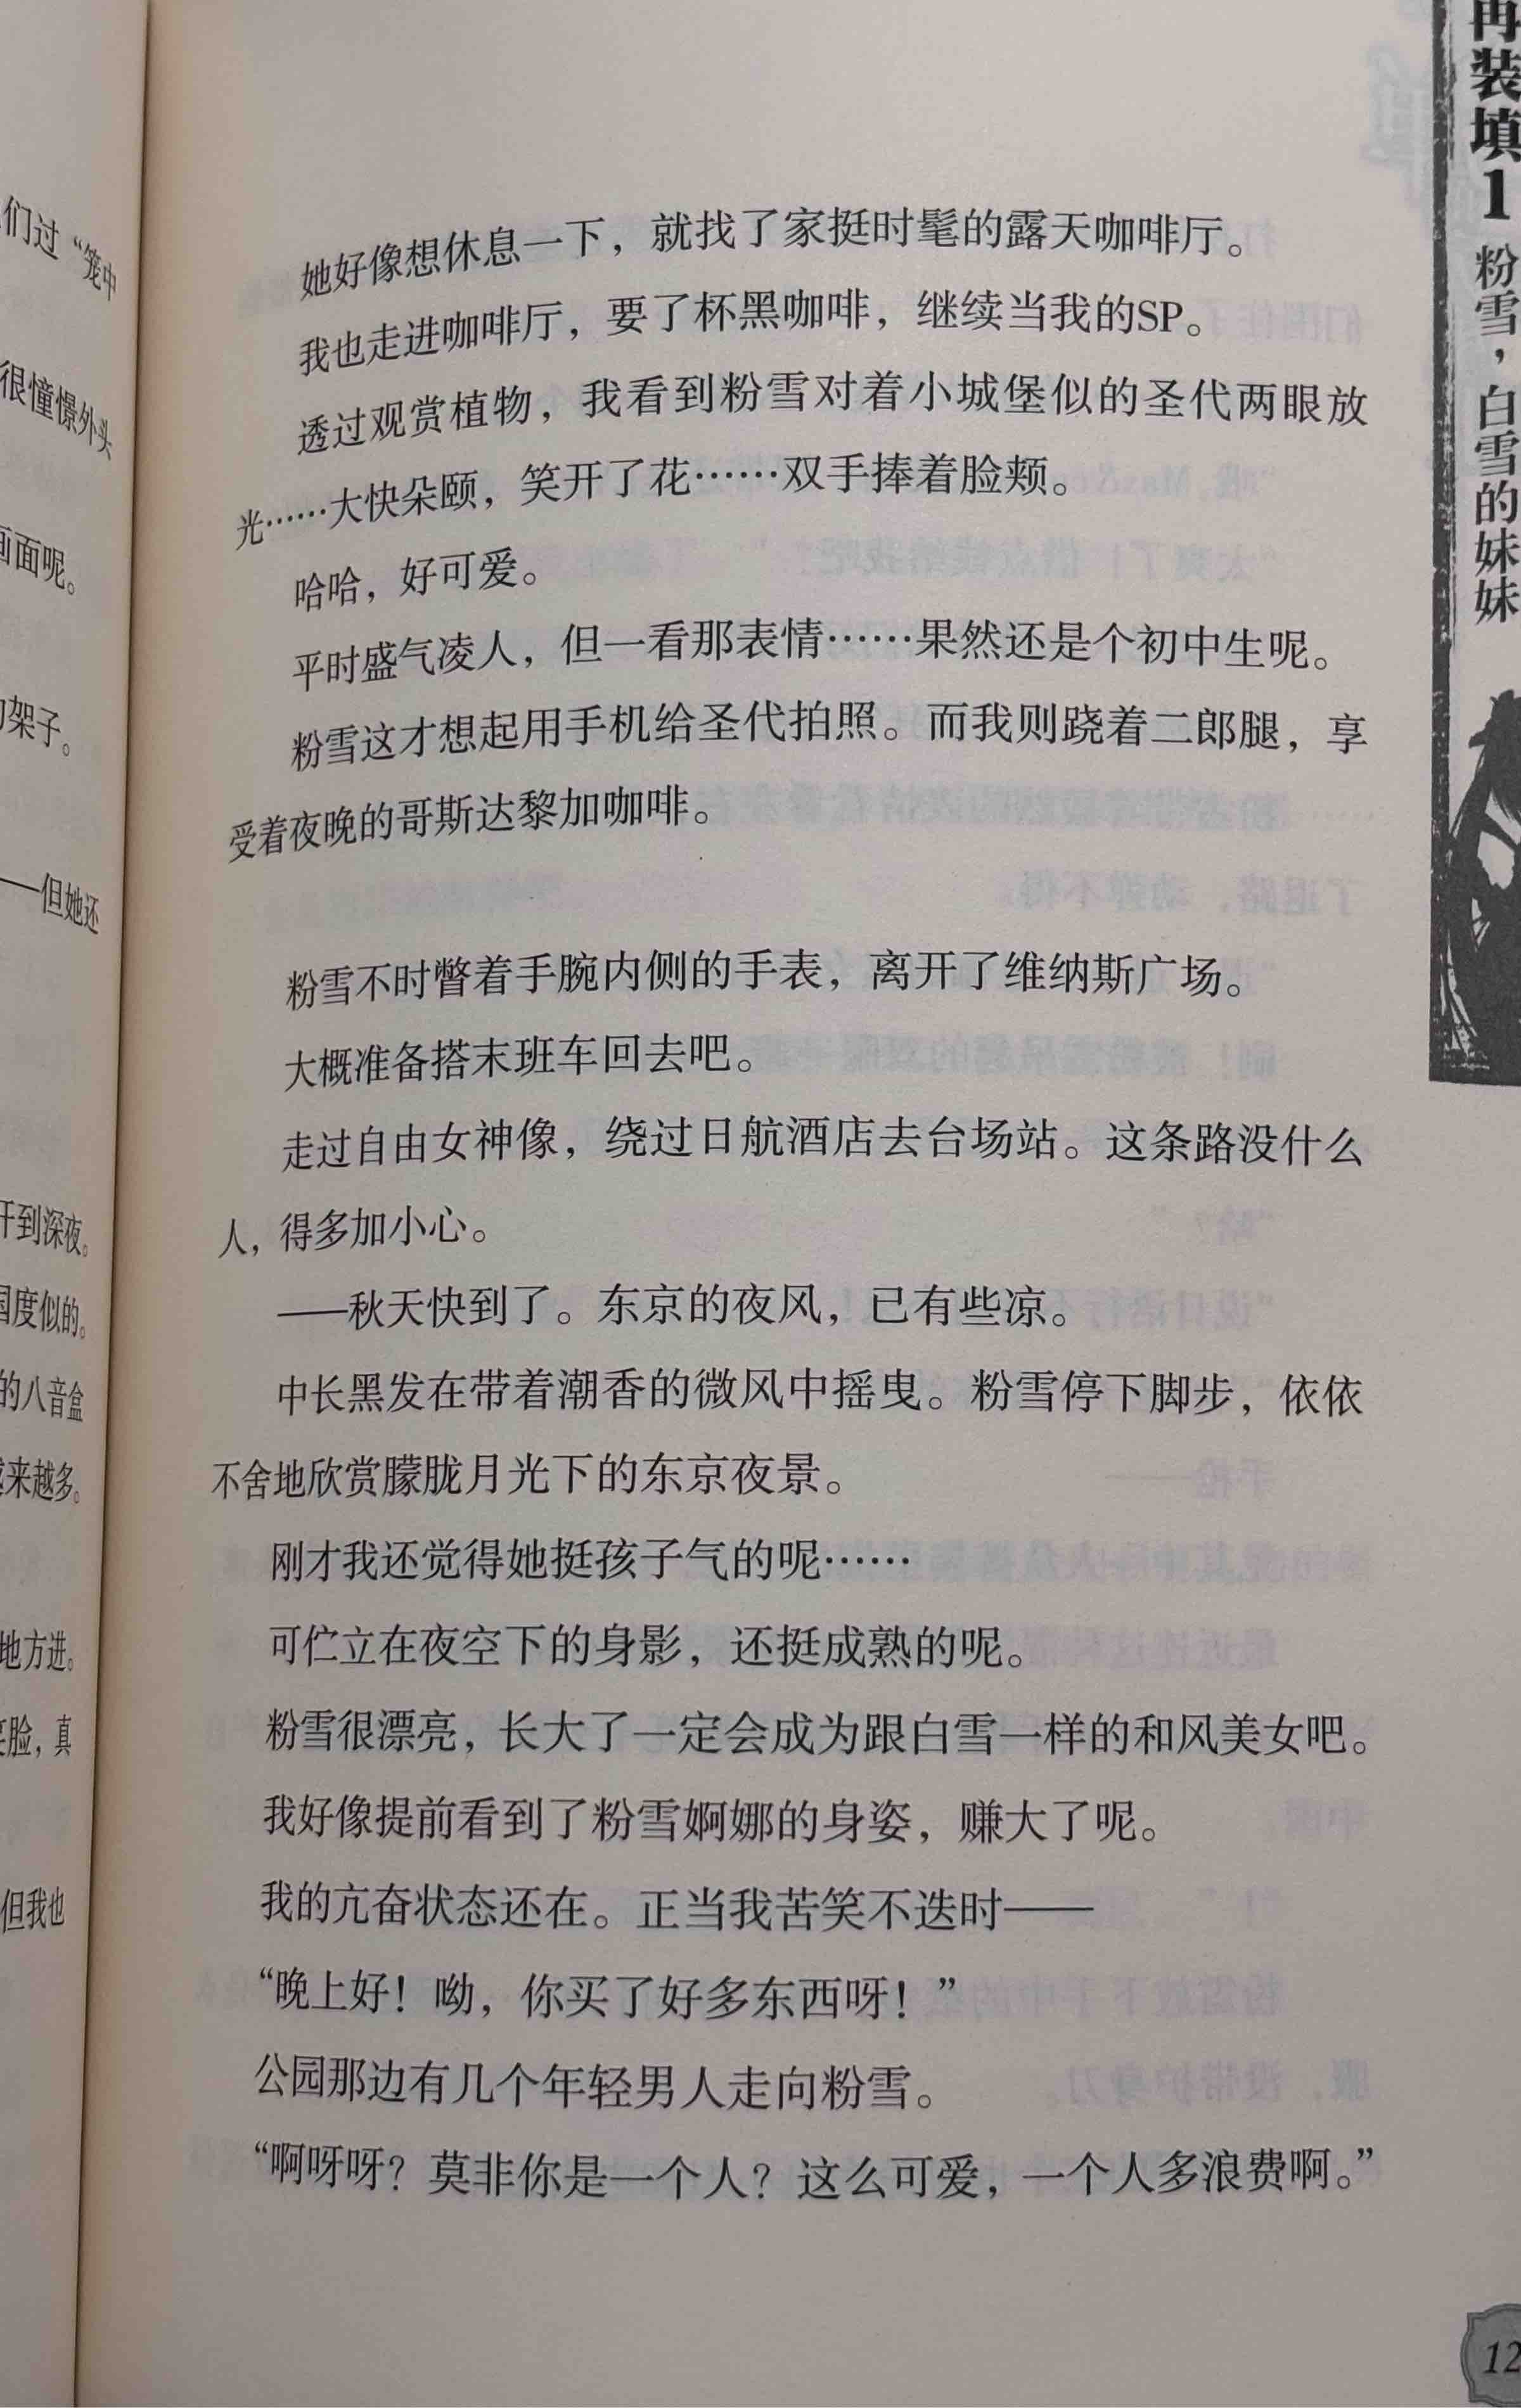 们过“笼中
很憧憬外头
画面呢。
架子。
——但她还
开到深夜。
国度似的。
的八音盒
越来越多。
地方进。
笑脸，真
但我也
她好像想休息一下，就找了家挺时髦的露天咖啡厅。
我也走进咖啡厅，要了杯黑咖啡，继续当我的SP。
透过观赏植物，我看到粉雪对着小城堡似的圣代两眼放
光……大快朵颐，笑开了花……双手捧着脸颊。
哈哈，好可爱。
平时盛气凌人，但一看那表情……果然还是个初中生呢。
粉雪这才想起用手机给圣代拍照。而我则跷着二郎腿，享
受着夜晚的哥斯达黎加咖啡。
粉雪不时瞥着手腕内侧的手表，离开了维纳斯广场。
大概准备搭末班车回去吧。
走过自由女神像，绕过日航酒店去台场站。这条路没什么
人，得多加小心。
——秋天快到了。东京的夜风，已有些凉。
中长黑发在带着潮香的微风中摇曳。粉雪停下脚步，依依
不舍地欣赏朦胧月光下的东京夜景。
刚才我还觉得她挺孩子气的呢……
可伫立在夜空下的身影，还挺成熟的呢。
粉雪很漂亮，长大了一定会成为跟白雪一样的和风美女吧。
我好像提前看到了粉雪婀娜的身姿，赚大了呢。
我的亢奋状态还在。正当我苦笑不迭时——
“晚上好！呦，你买了好多东西呀！”
公园那边有几个年轻男人走向粉雪。
“啊呀呀？莫非你是一个人？这么可爱，一个人多浪费啊。”
再装填1 粉雪，白雪的妹妹
12